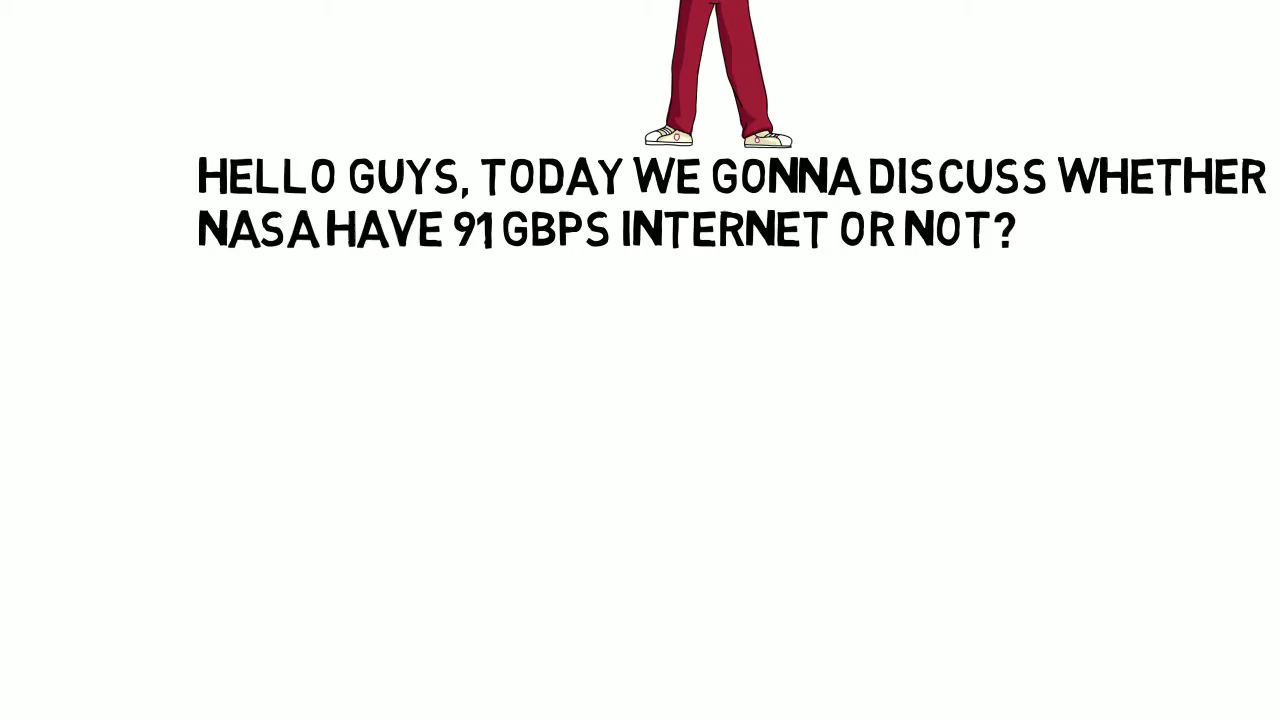 HELLO GUYS, TODAY WE GONNA DISCUSS WHETHER
NASA HAVE 91 GBPS INTERNET OR NOT?